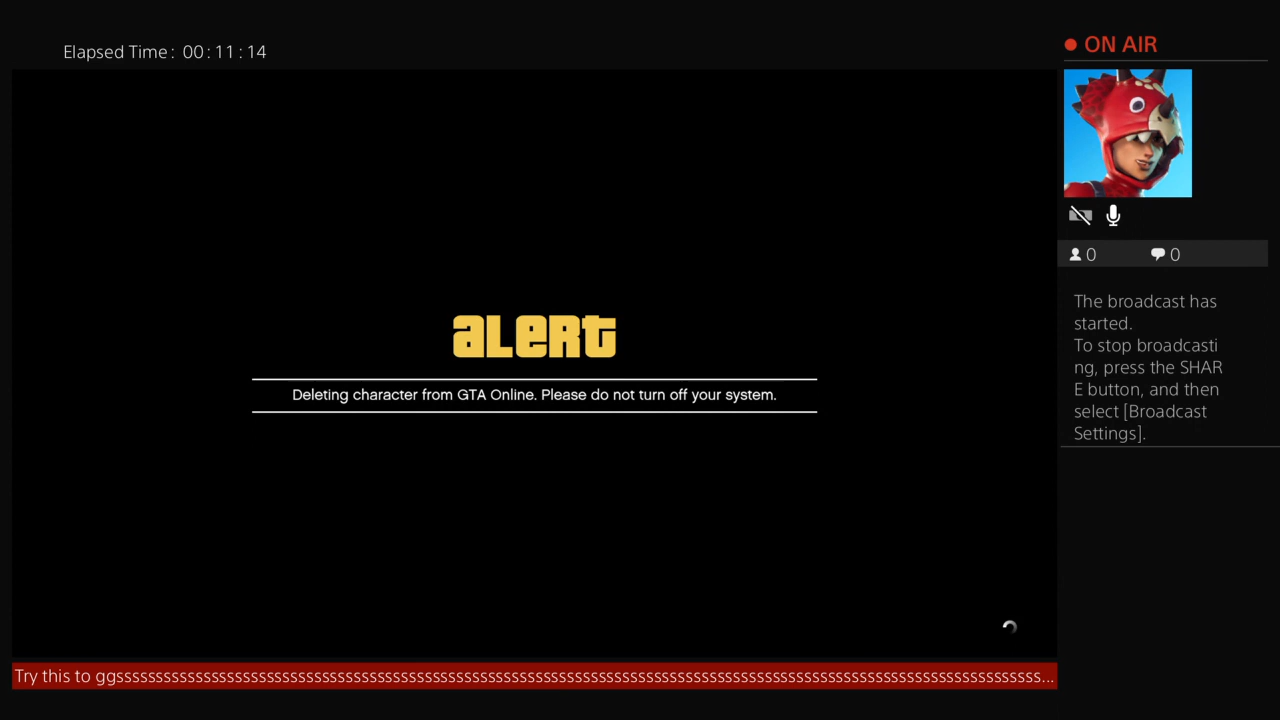 Elapsed Time: 00:11:14
ON AIR
0 0
aLeRt
Deleting character from GTA Online. Please do not turn off your system.
The broadcast has
started.
To stop broadcasti
ng, press the SHAR
E button, and then
select [Broadcast
Settings].
Try this to ggsssssssssssssssssssssssssssssssssssssssssssssssssssssssssssssssssssssssssssssssssssssssssssssssssssssssssssssssssssss...